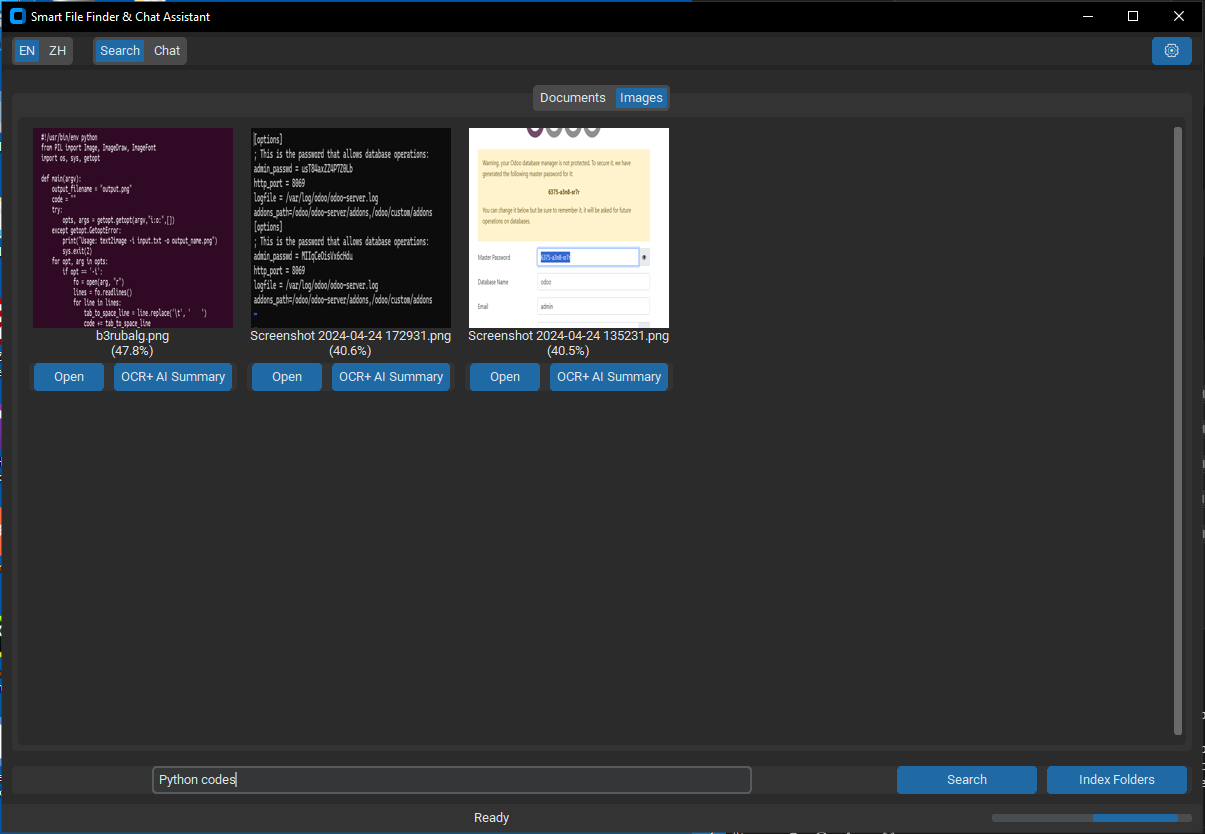 Smart File Finder & Chat Assistant
EN ZH Search Chat
Documents Images
#!/usr/bin/env python
from PIL import Image, ImageDraw, ImageFont
import os, sys, getopt
def main(argv):
output_filename = "output.png"
code = ""
try:
opts, args = getopt.getopt(argv,"i:o:",[])
except getopt.GetoptError:
print("Usage: text2image -i input.txt -o output_name.png")
sys.exit(2)
for opt, arg in opts:
if opt == '-i':
fo = open(arg, "r")
lines = fo.readlines()
for line in lines:
tab_to_space_line = line.replace('\t', '    ')
code += tab_to_space_line
b3rubalg.png
(47.8%)
Open OCR+ AI Summary
[options]
; This is the password that allows database operations:
admin_passwd = usT84axZZ4P7Z0Lb
http_port = 8069
logfile = /var/log/odoo/odoo-server.log
addons_path=/odoo/odoo-server/addons,/odoo/custom/addons
[options]
; This is the password that allows database operations:
admin_passwd = MIIqCeOisVx6cHdu
http_port = 8069
logfile = /var/log/odoo/odoo-server.log
addons_path=/odoo/odoo-server/addons,/odoo/custom/addons
~
Screenshot 2024-04-24 172931.png
(40.6%)
Open OCR+ AI Summary
Warning, your Odoo database manager is not protected. To secure it, we have
generated the following master password for it:
6375-a3n8-sr7r
You can change it below but be sure to remember it, it will be asked for future
operations on databases.
Master Password 6375-a3n8-sr7r
Database Name odoo
Email admin
Screenshot 2024-04-24 135231.png
(40.5%)
Open OCR+ AI Summary
Python codes Search Index Folders
Ready